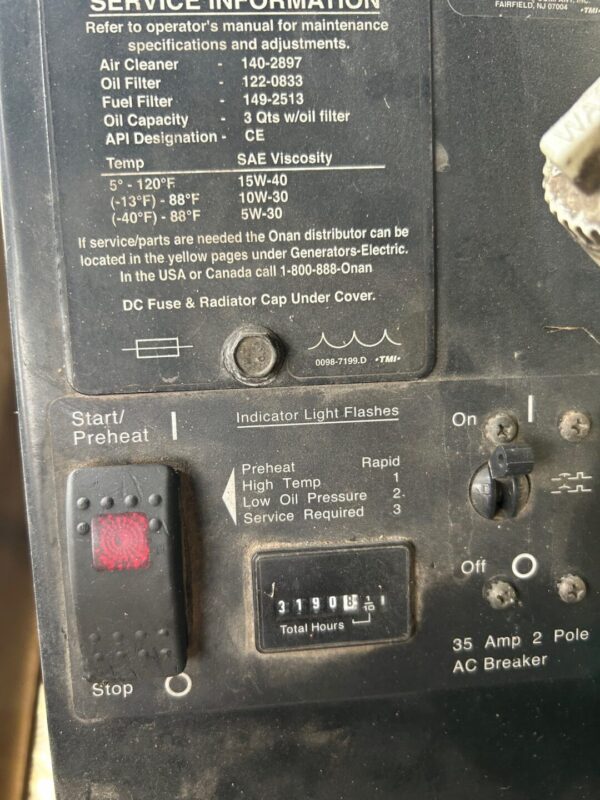 SERVICE INFORMATION
Refer to operator's manual for maintenance
specifications and adjustments.
Air Cleaner - 140-2897
Oil Filter - 122-0833
Fuel Filter - 149-2513
Oil Capacity - 3 Qts w/oil filter
API Designation - CE
Temp SAE Viscosity
5° - 120°F 15W-40
(-13°F) - 88°F 10W-30
(-40°F) - 88°F 5W-30
If service/parts are needed the Onan distributor can be
located in the yellow pages under Generators-Electric.
In the USA or Canada call 1-800-888-Onan
DC Fuse & Radiator Cap Under Cover.
0098-7199.D •TMI•
FAIRFIELD, NJ 07004 •TMI•
Start/
Preheat
Indicator Light Flashes
Preheat Rapid
High Temp 1
Low Oil Pressure 2
Service Required 3
3190 1/10
Total Hours
Stop
On
Off
35 Amp 2 Pole
AC Breaker